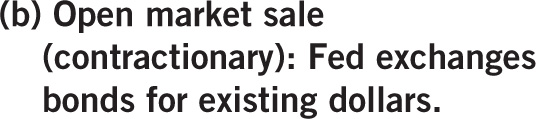 (b) Open market sale
(contractionary): Fed exchanges
bonds for existing dollars.